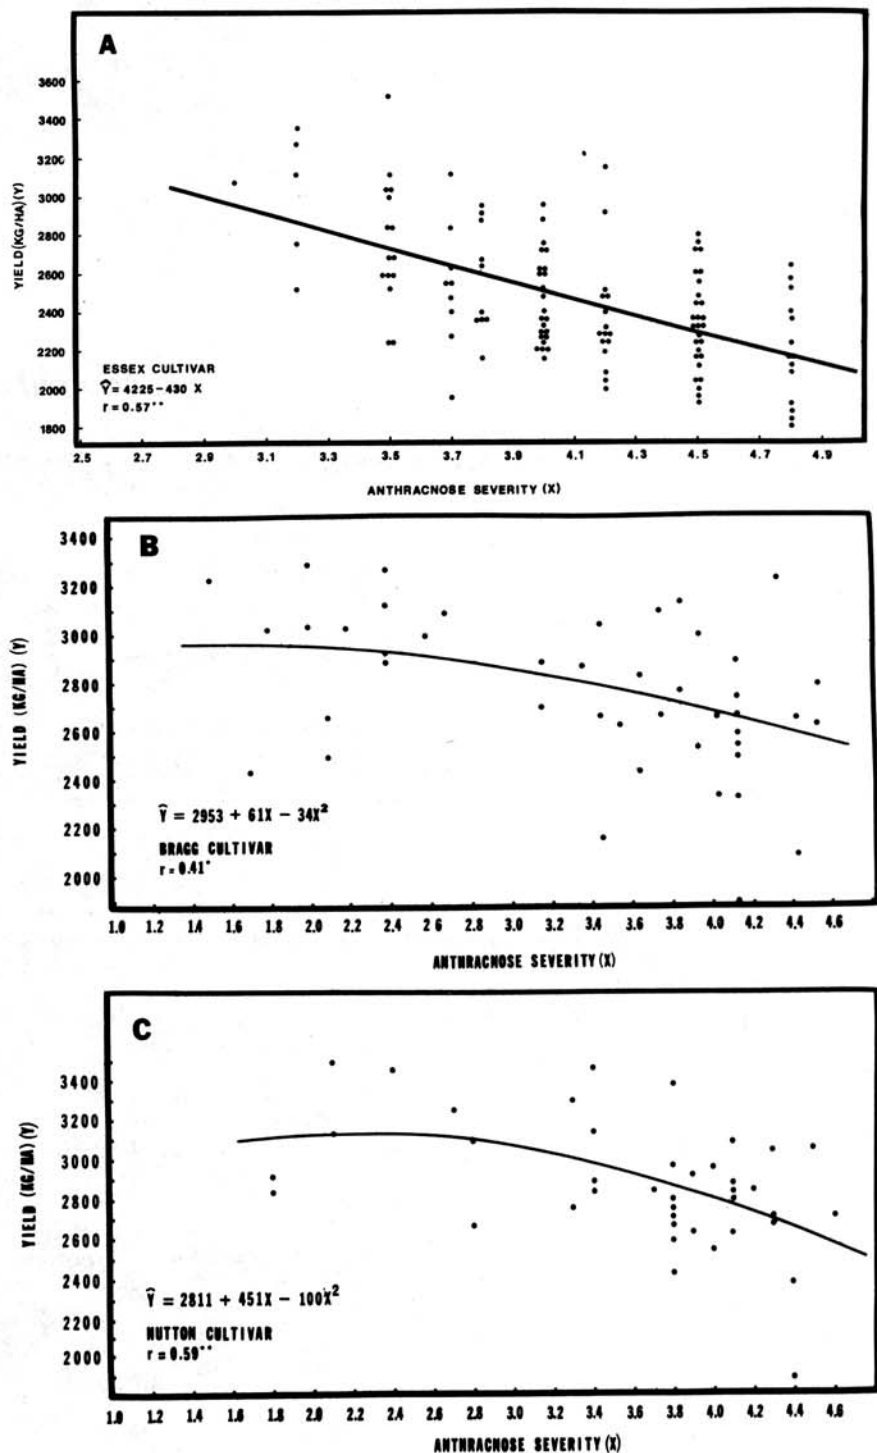 A
3600
3400
3200
3000
2800
2600
2400
2200
2000
1800
YIELD(KG/HA)(Y)
ESSEX CULTIVAR
Ŷ = 4225-430 X
r = 0.57**
2.5 2.7 2.9 3.1 3.3 3.5 3.7 3.9 4.1 4.3 4.5 4.7 4.9
ANTHRACNOSE SEVERITY (X)
B
3400
3200
3000
2800
2600
2400
2200
2000
YIELD (KG/HA) (Y)
Ŷ = 2953 + 61X - 34X²
BRAGG CULTIVAR
r = 0.41*
1.0 1.2 1.4 1.6 1.8 2.0 2.2 2.4 2 6 2.8 3.0 3.2 3.4 3.6 3.8 4.0 4.2 4.4 4.6
ANTHRACNOSE SEVERITY (X)
C
3400
3200
3000
2800
2600
2400
2200
2000
YIELD (KG/HA) (Y)
Ŷ = 2811 + 451X - 100X²
HUTTON CULTIVAR
r = 0.59**
1.0 1.2 1.4 1.6 1.8 2.0 2.2 2.4 2.6 2.8 3.0 3.2 3.4 3.6 3.8 4.0 4.2 4.4 4.6
ANTHRACNOSE SEVERITY (X)